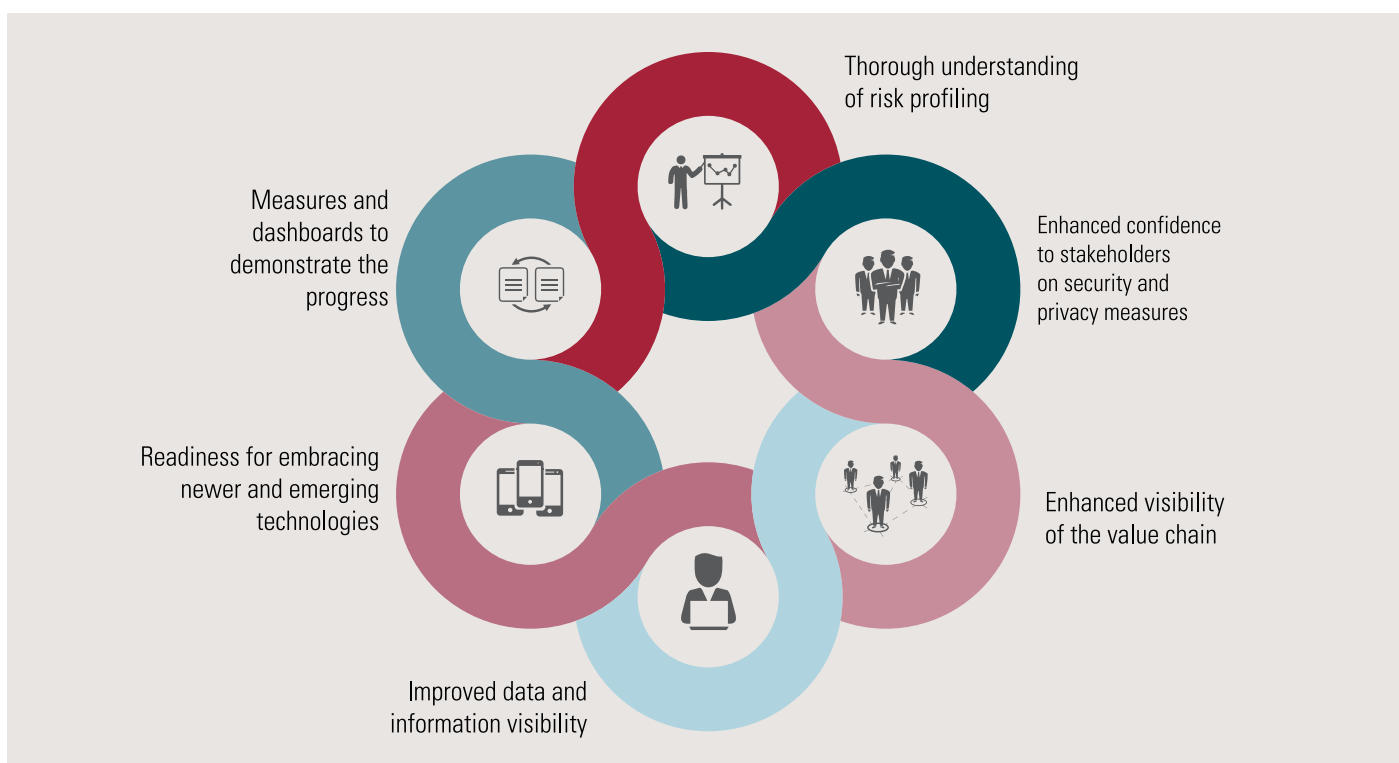 Thorough understanding
of risk profiling
Enhanced confidence
to stakeholders
on security and
privacy measures
Enhanced visibility
of the value chain
Improved data and
information visibility
Readiness for embracing
newer and emerging
technologies
Measures and
dashboards to
demonstrate the
progress